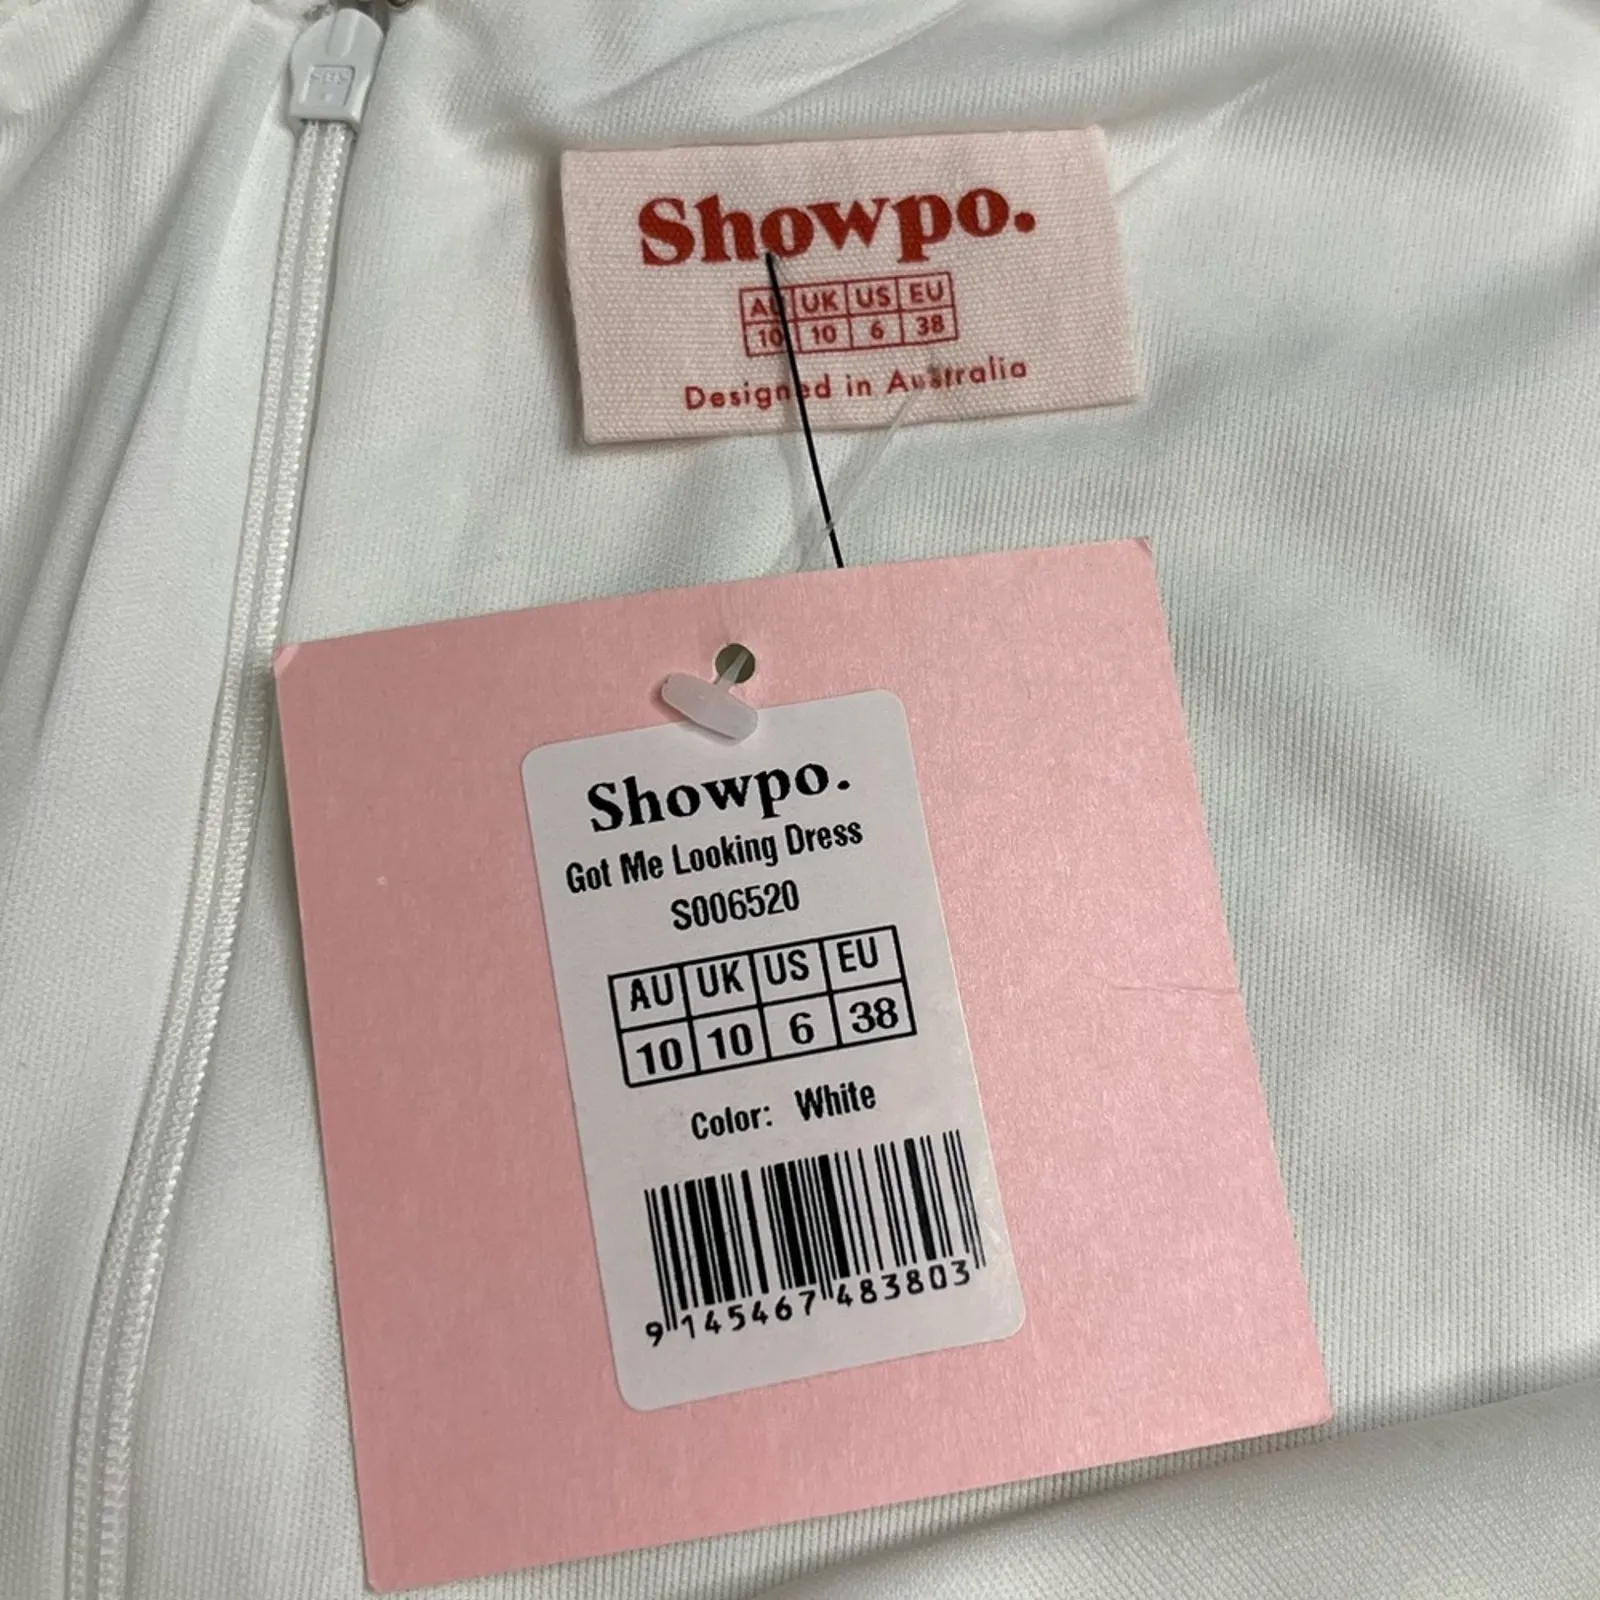 Showpo.
AU UK US EU
10 10 6 38
Designed in Australia
Showpo.
Got Me Looking Dress
S006520
AU UK US EU
10 10 6 38
Color: White
9 145467 483803